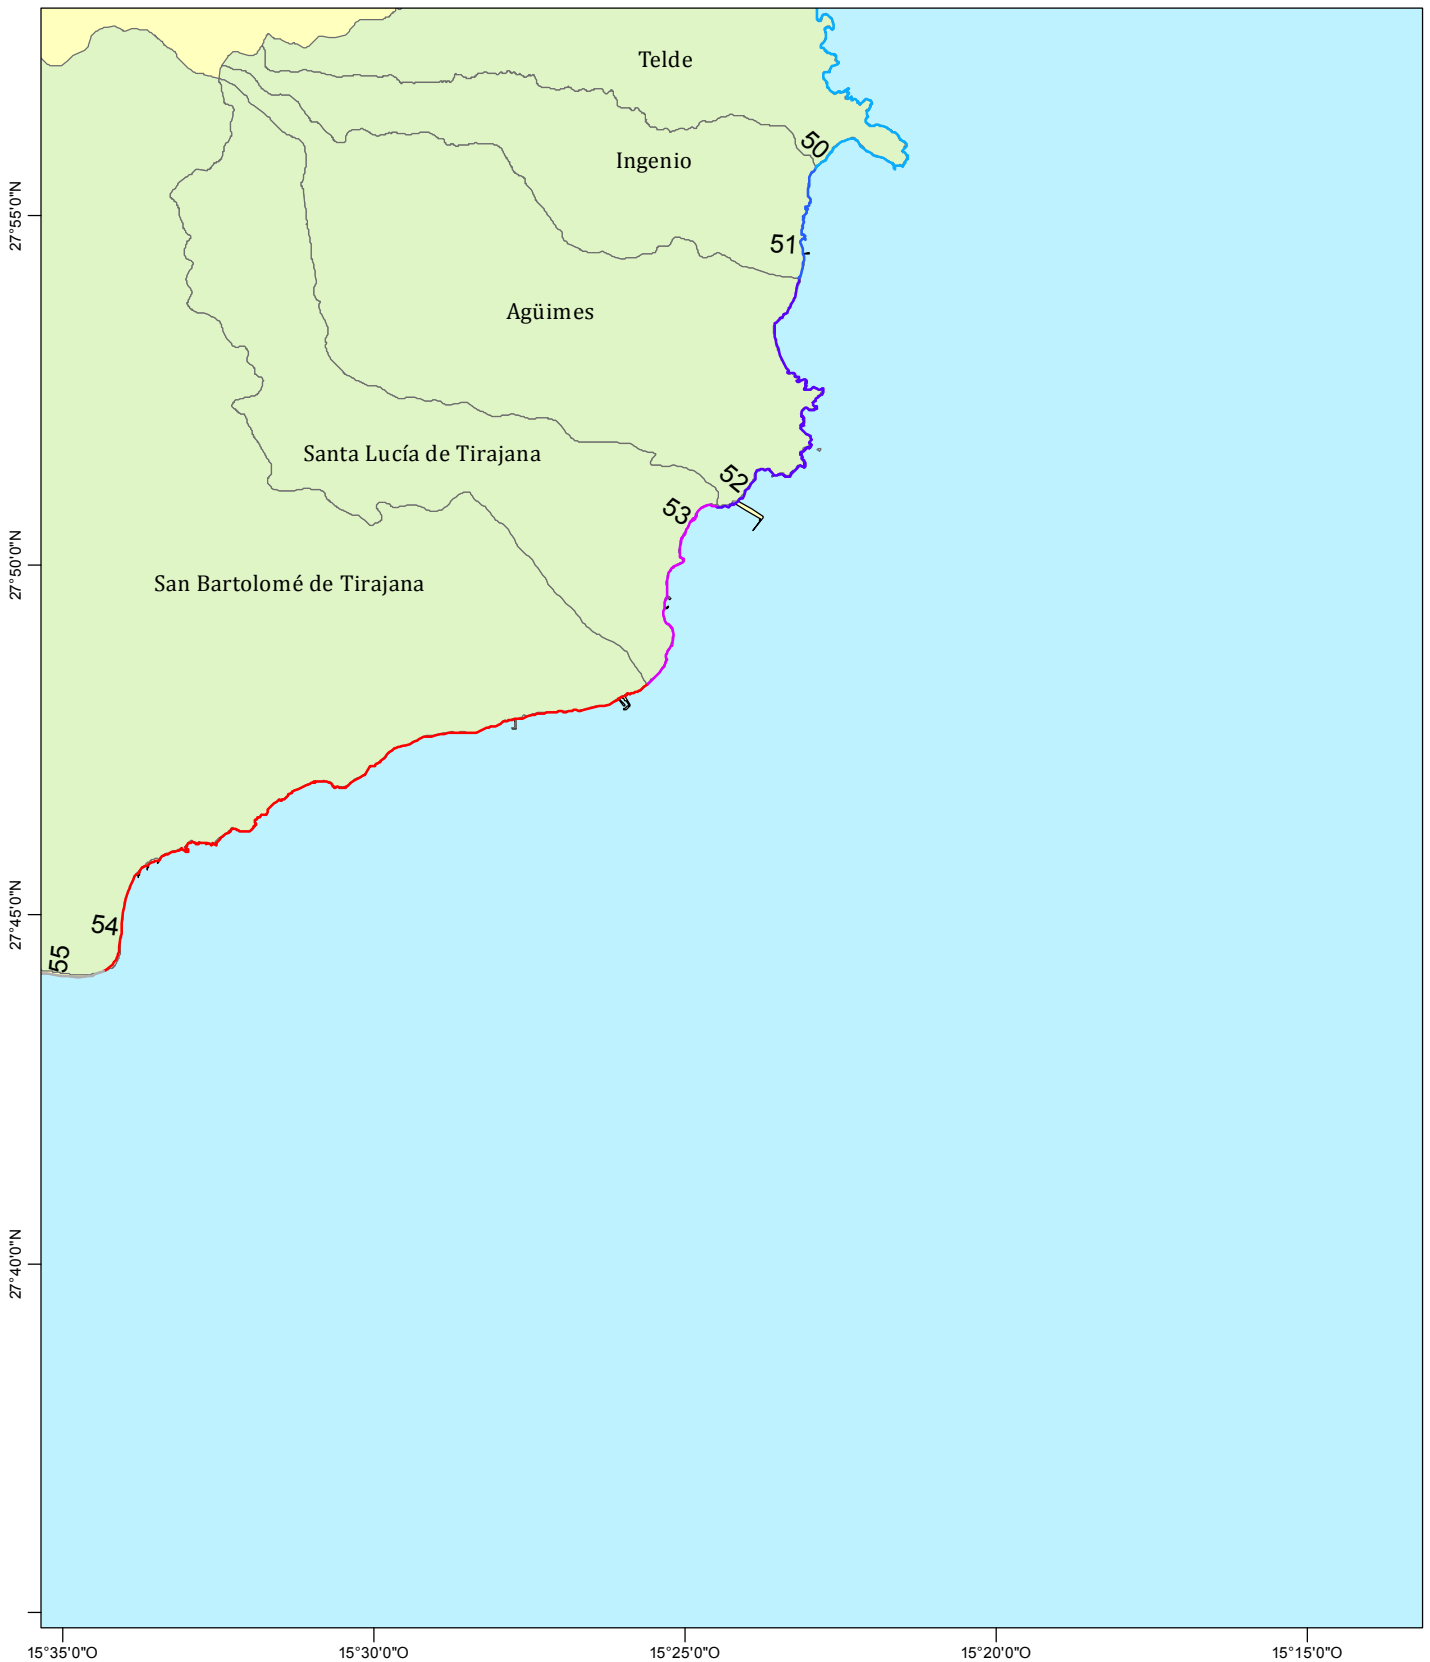 Telde
50
Ingenio
27°55'0"N
51
Agüimes
Santa Lucía de Tirajana
52
53
27°50'0"N
San Bartolomé de Tirajana
27°45'0"N
54
55
27°40'0"N
15°35'0"O
15°30'0"O
15°25'0"O
15°20'0"O
15°15'0"O